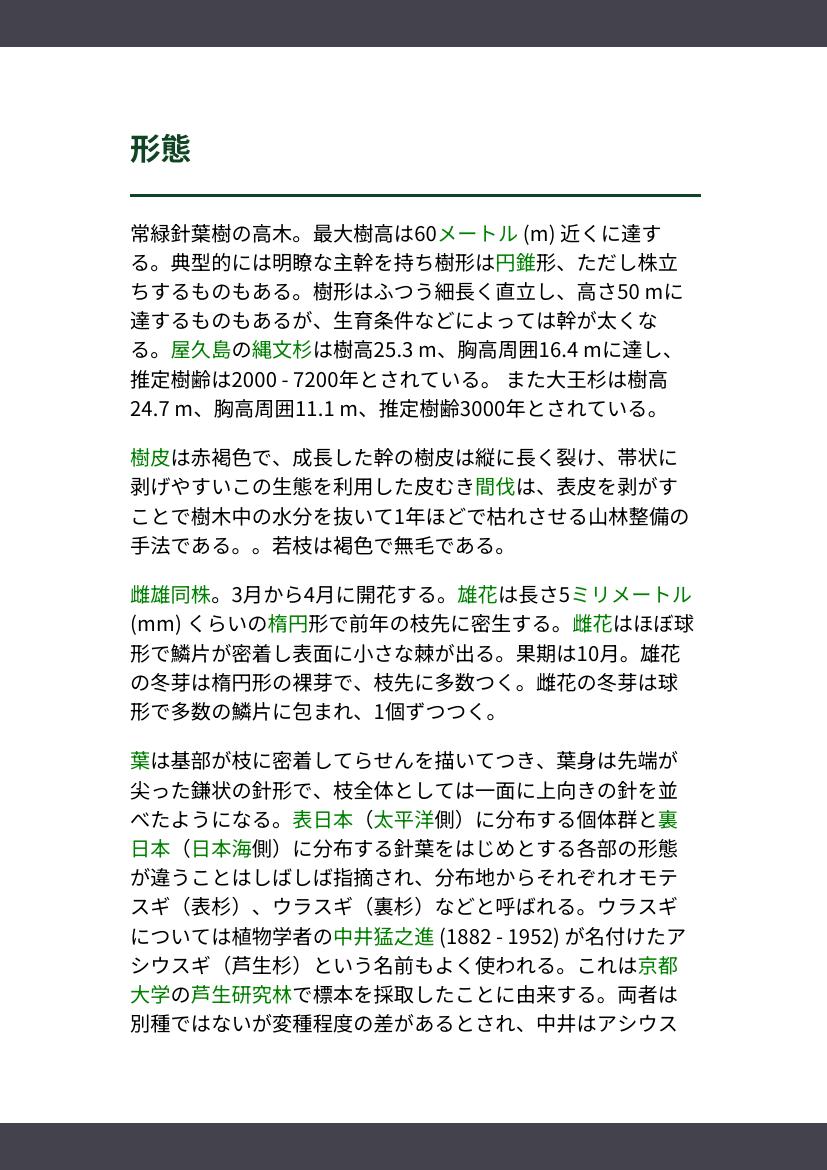 形態
常緑針葉樹の高木。最大樹高は60メートル (m) 近くに達す
る。典型的には明瞭な主幹を持ち樹形は円錐形、ただし株立
ちするものもある。樹形はふつう細長く直立し、高さ50 mに
達するものもあるが、生育条件などによっては幹が太くな
る。屋久島の縄文杉は樹高25.3 m、胸高周囲16.4 mに達し、
推定樹齢は2000 - 7200年とされている。 また大王杉は樹高
24.7 m、胸高周囲11.1 m、推定樹齢3000年とされている。
樹皮は赤褐色で、成長した幹の樹皮は縦に長く裂け、帯状に
剥げやすいこの生態を利用した皮むき間伐は、表皮を剥がす
ことで樹木中の水分を抜いて1年ほどで枯れさせる山林整備の
手法である。。若枝は褐色で無毛である。
雌雄同株。3月から4月に開花する。雄花は長さ5ミリメートル
(mm) くらいの楕円形で前年の枝先に密生する。雌花はほぼ球
形で鱗片が密着し表面に小さな棘が出る。果期は10月。雄花
の冬芽は楕円形の裸芽で、枝先に多数つく。雌花の冬芽は球
形で多数の鱗片に包まれ、1個ずつつく。
葉は基部が枝に密着してらせんを描いてつき、葉身は先端が
尖った鎌状の針形で、枝全体としては一面に上向きの針を並
べたようになる。表日本（太平洋側）に分布する個体群と裏
日本（日本海側）に分布する針葉をはじめとする各部の形態
が違うことはしばしば指摘され、分布地からそれぞれオモテ
スギ（表杉）、ウラスギ（裏杉）などと呼ばれる。ウラスギ
については植物学者の中井猛之進 (1882 - 1952) が名付けたア
シウスギ（芦生杉）という名前もよく使われる。これは京都
大学の芦生研究林で標本を採取したことに由来する。両者は
別種ではないが変種程度の差があるとされ、中井はアシウス